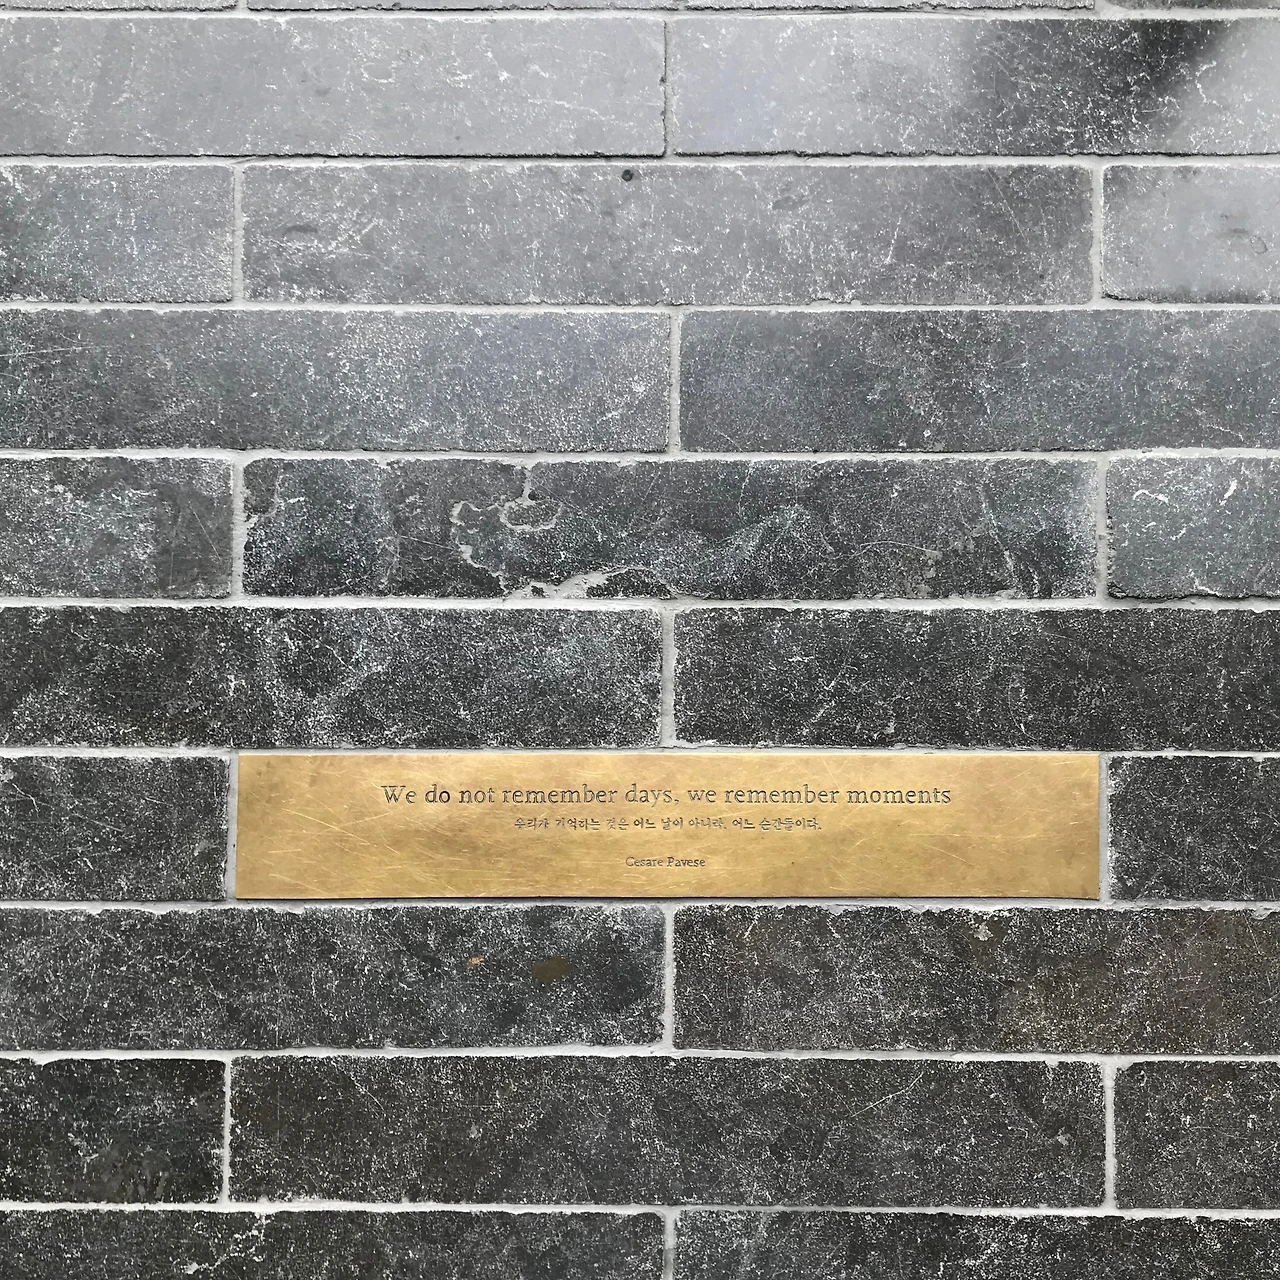 We do not remember days, we remember moments
우리가 기억하는 것은 어느 날이 아니라, 어느 순간들이다.
Cesare Pavese